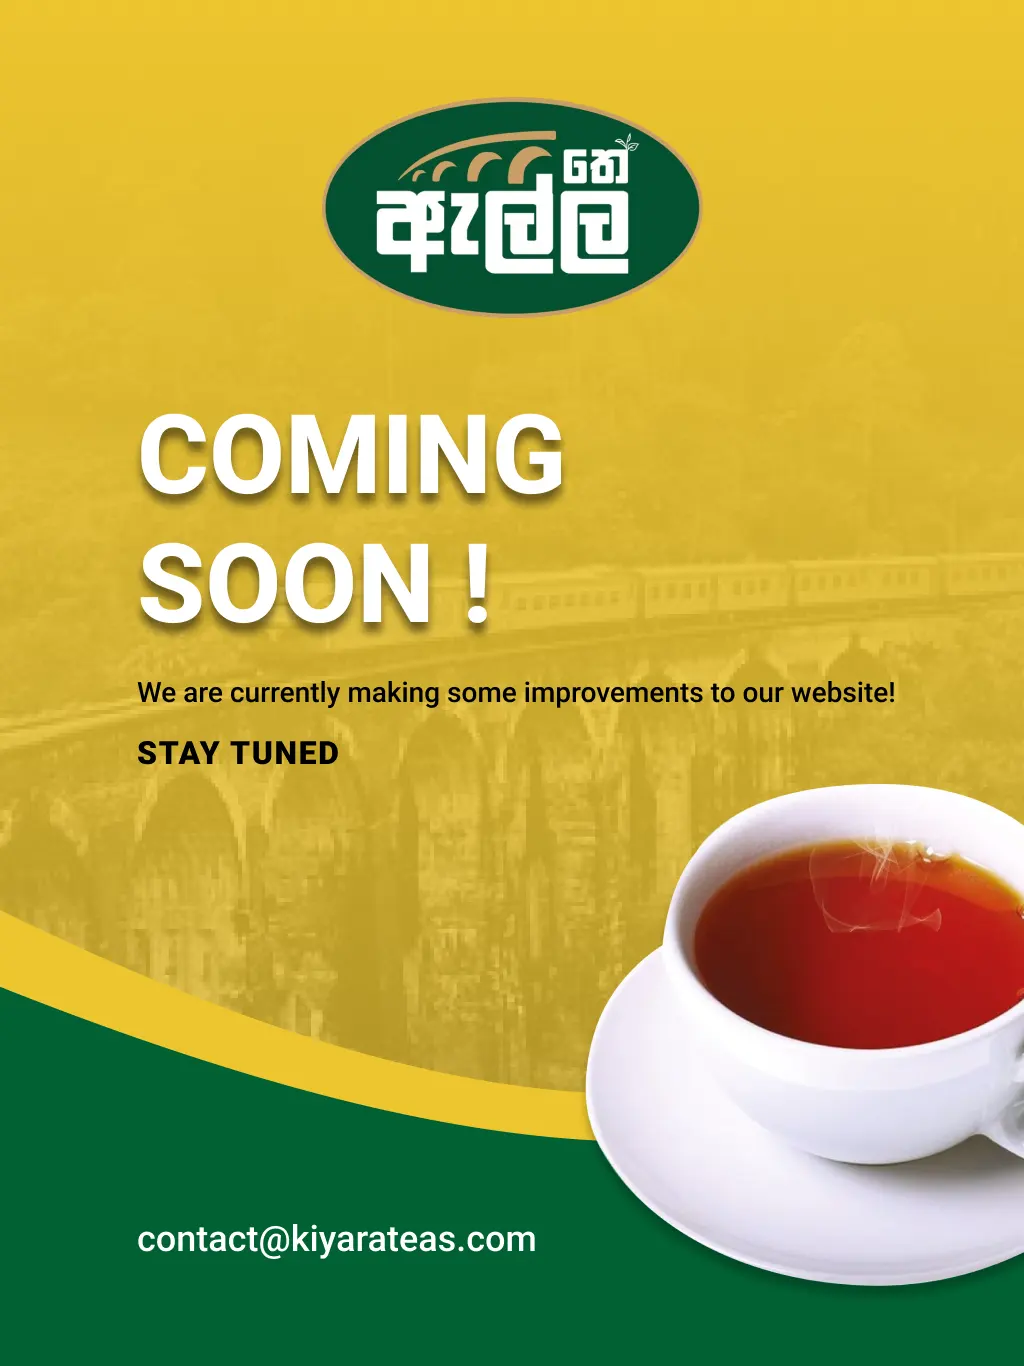 තේ
ඇල්ල
COMING
SOON !
We are currently making some improvements to our website!
STAY TUNED
contact@kiyarateas.com